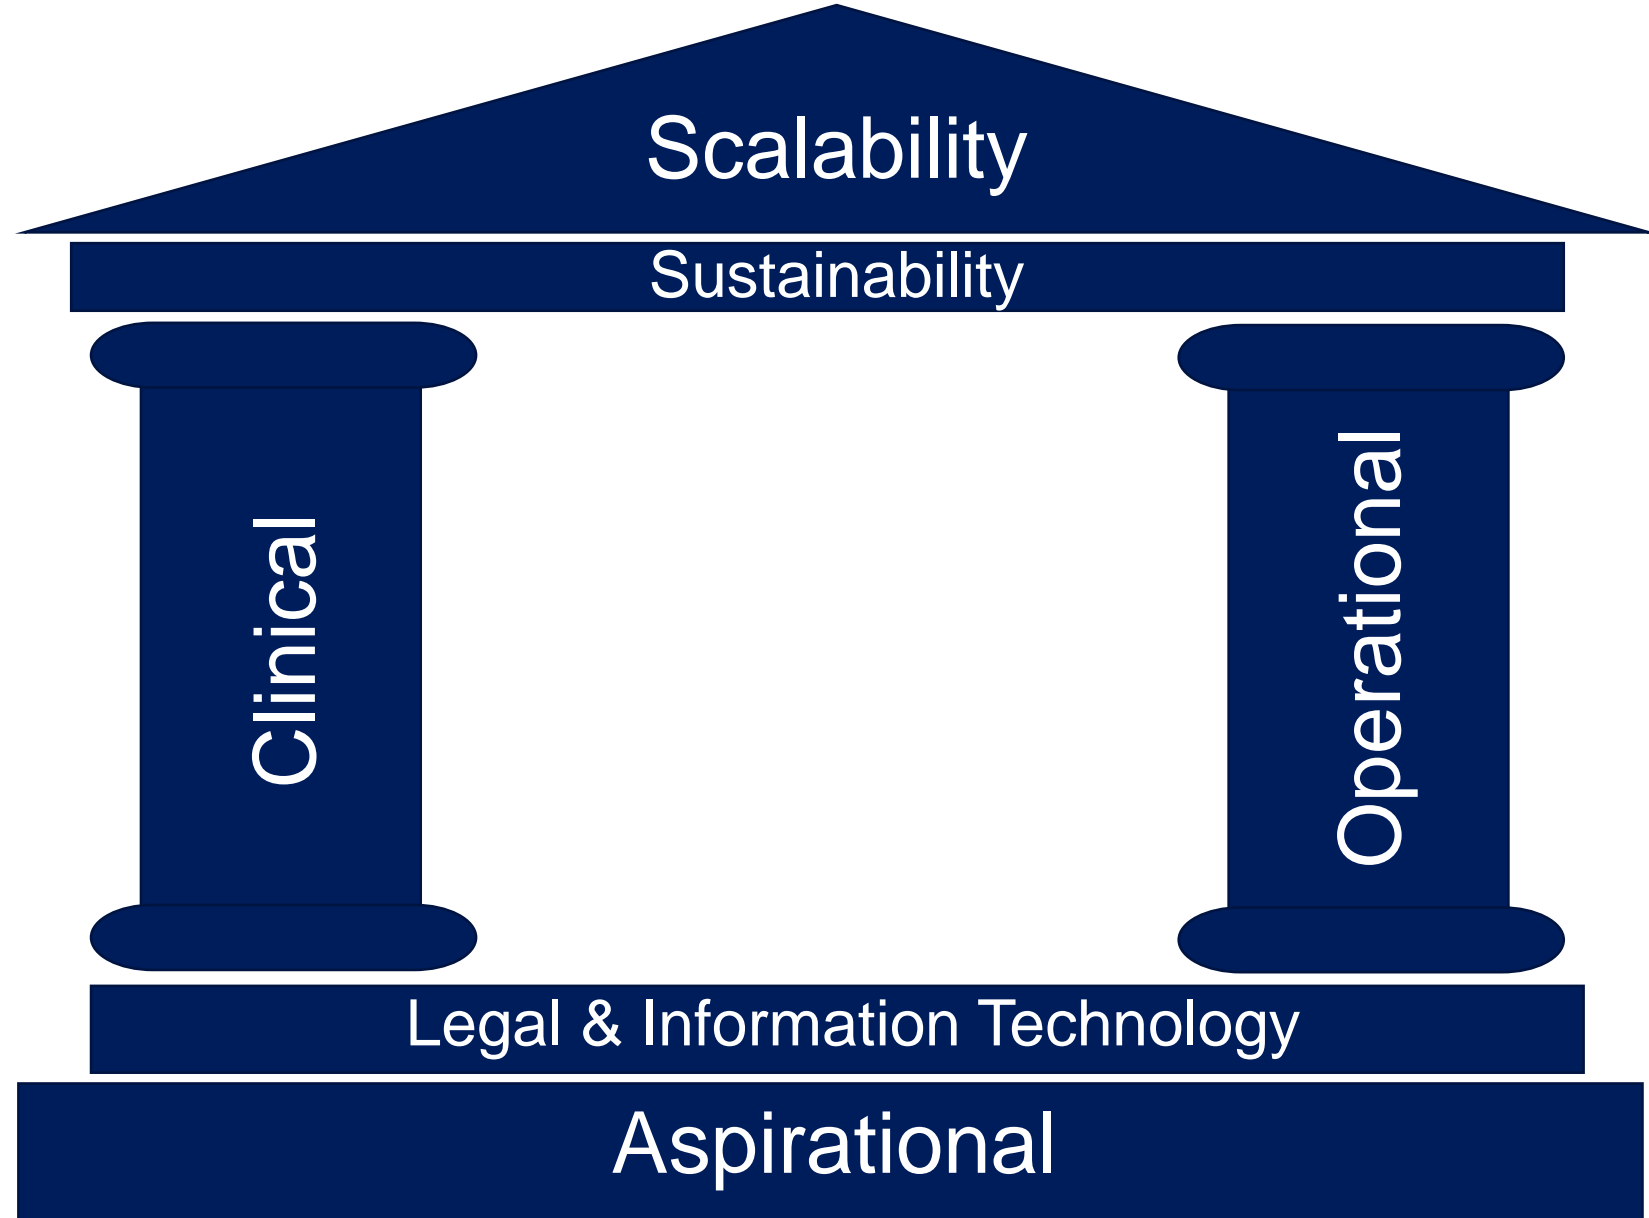 Scalability
Sustainability
Clinical
Operational
Legal & Information Technology
Aspirational